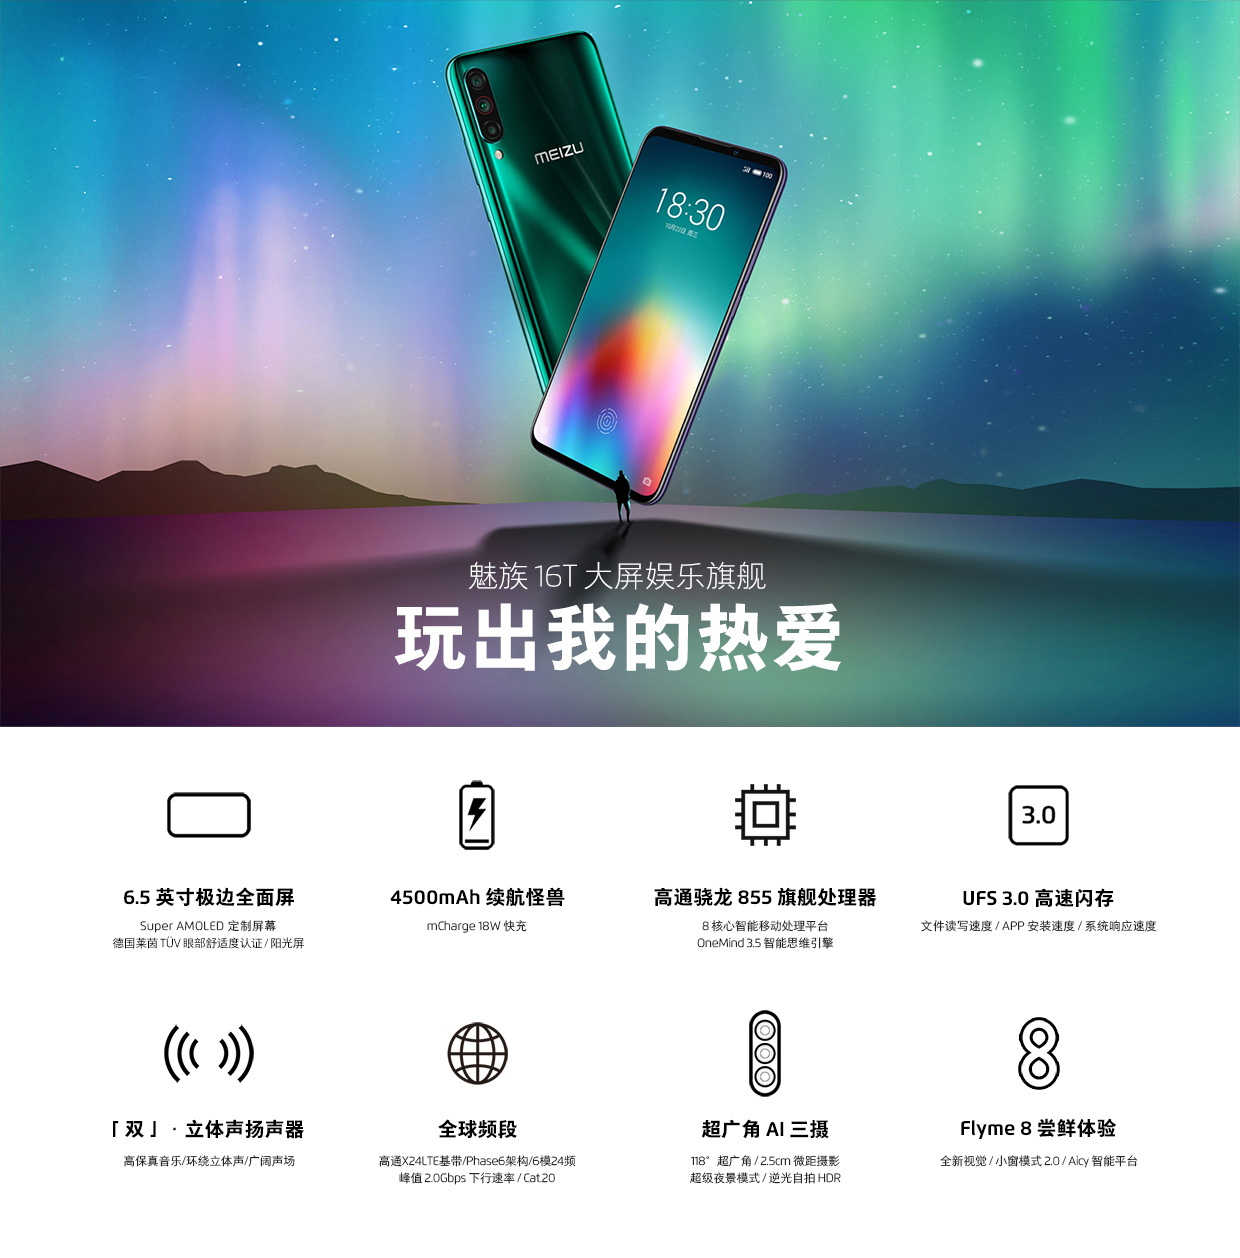 MEIZU
100
18:30
10月23日 周三
魅族 16T 大屏娱乐旗舰
玩出我的热爱
3.0
6.5 英寸极边全面屏
Super AMOLED 定制屏幕
德国莱茵 TÜV 眼部舒适度认证 / 阳光屏
4500mAh 续航怪兽
mCharge 18W 快充
高通骁龙 855 旗舰处理器
8 核心智能移动处理平台
OneMind 3.5 智能思维引擎
UFS 3.0 高速闪存
文件读写速度 / APP 安装速度 / 系统响应速度
「 双 」 · 立体声扬声器
高保真音乐/环绕立体声/广阔声场
全球频段
高通X24LTE基带/Phase6架构/6模24频
峰值 2.0Gbps 下行速率 / Cat.20
超广角 AI 三摄
118° 超广角 / 2.5cm 微距摄影
超级夜景模式 / 逆光自拍 HDR
8
Flyme 8 尝鲜体验
全新视觉 / 小窗模式 2.0 / Aicy 智能平台